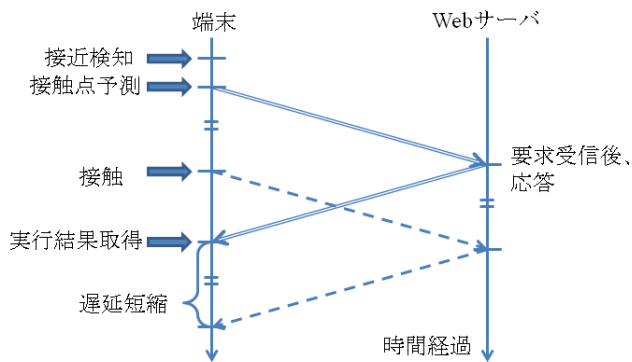 端末
Webサーバ
接近検知
接触点予測
接触
要求受信後、
応答
実行結果取得
遅延短縮
時間経過